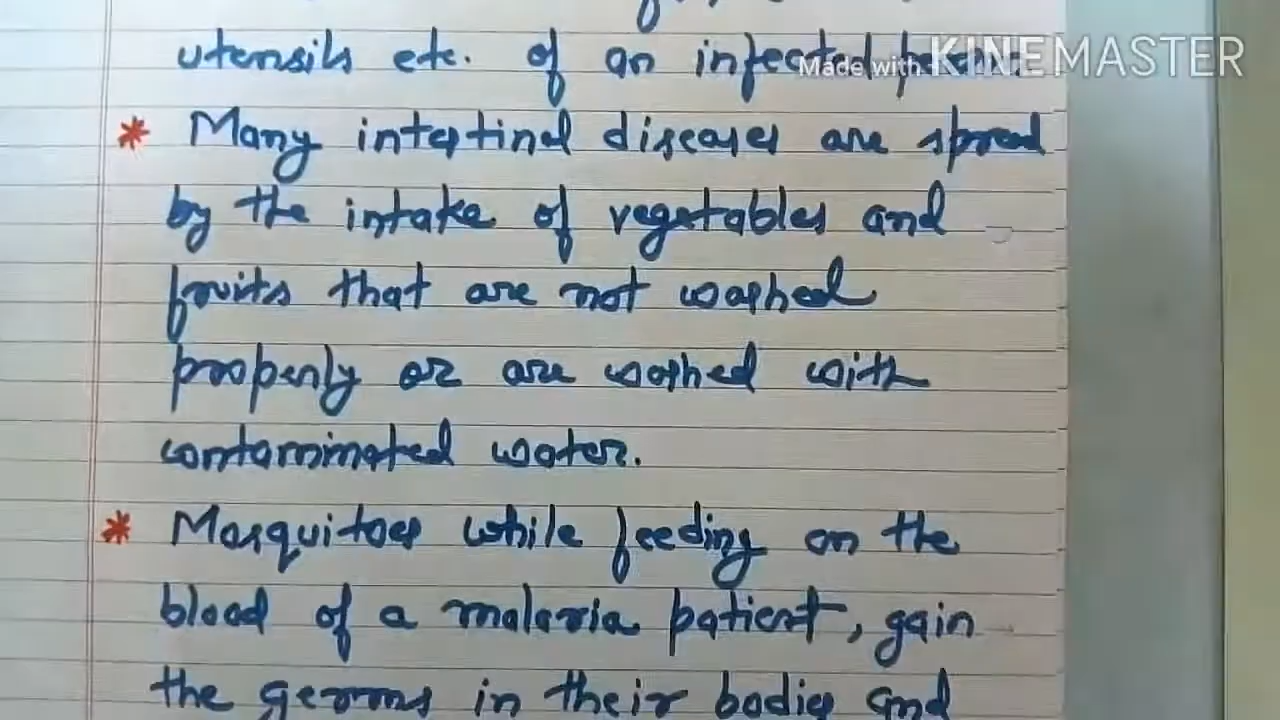 utensils etc. of an infected person.
Made with KINEMASTER
* Many intestinal diseases are spread
by the intake of vegetables and
fruits that are not washed
properly or are washed with
contaminated water.
* Mosquitoes while feeding on the
blood of a malaria patient, gain
the germs in their bodies and